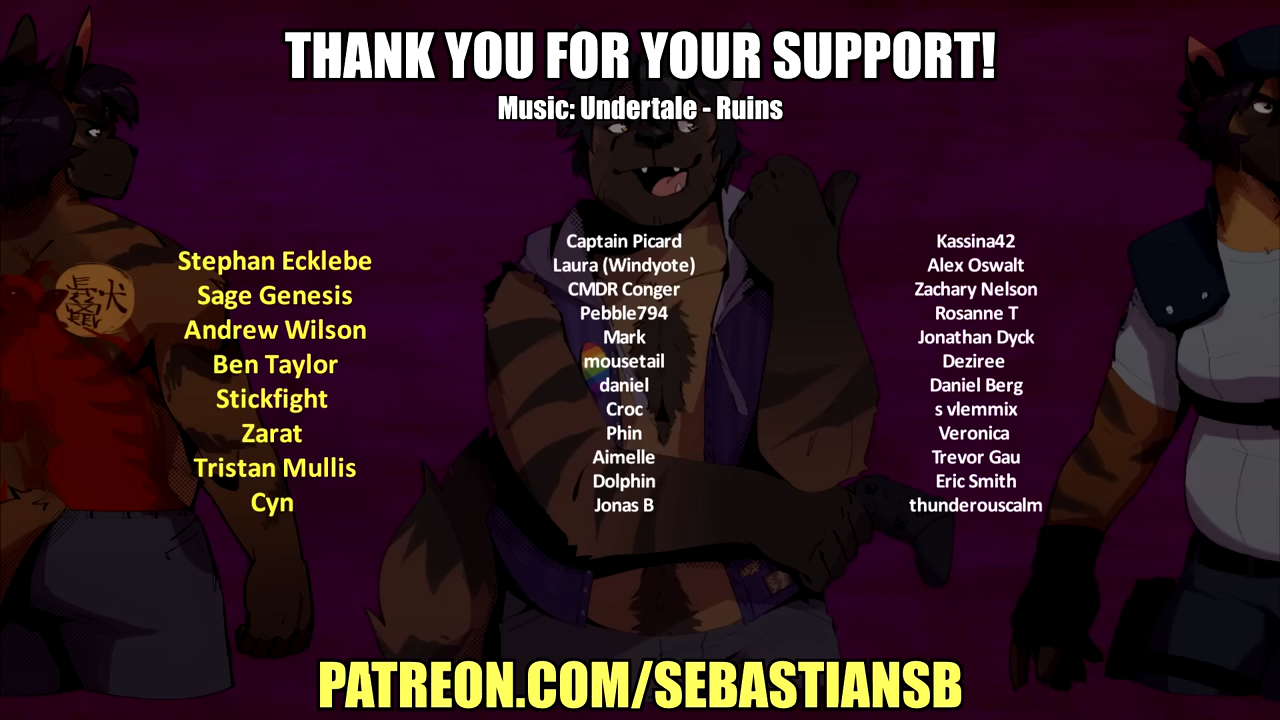 THANK YOU FOR YOUR SUPPORT!
Music: Undertale - Ruins
Stephan Ecklebe
Sage Genesis
Andrew Wilson
Ben Taylor
Stickfight
Zarat
Tristan Mullis
Cyn
Captain Picard
Laura (Windyote)
CMDR Conger
Pebble794
Mark
mousetail
daniel
Croc
Phin
Aimelle
Dolphin
Jonas B
Kassina42
Alex Oswalt
Zachary Nelson
Rosanne T
Jonathan Dyck
Deziree
Daniel Berg
s vlemmix
Veronica
Trevor Gau
Eric Smith
thunderouscalm
PATREON.COM/SEBASTIANSB